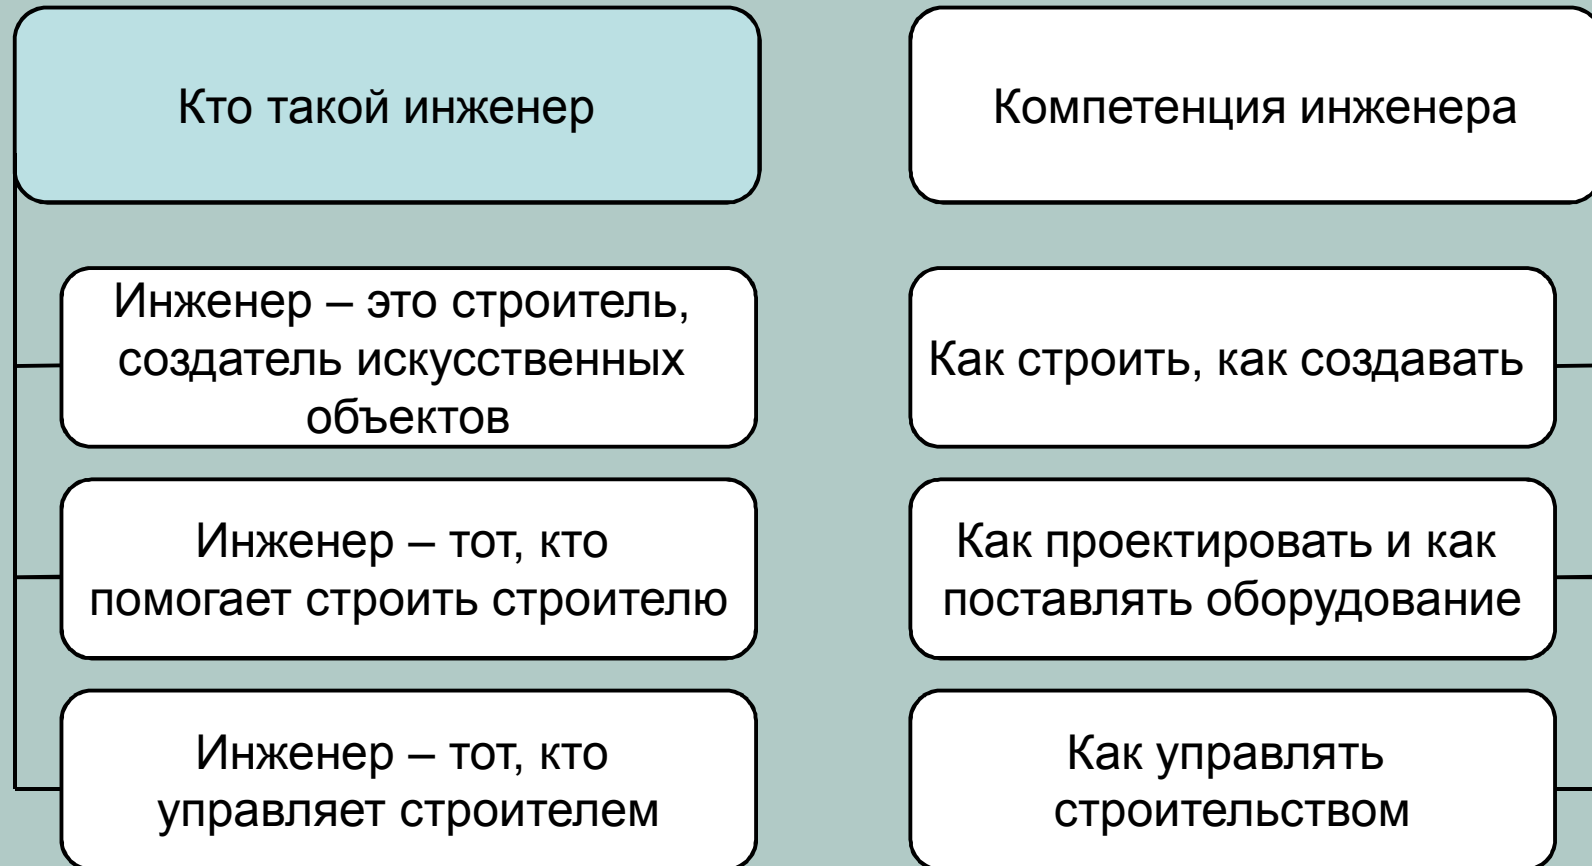 Кто такой инженер
Компетенция инженера
Инженер – это строитель,
создатель искусственных
объектов
Как строить, как создавать
Инженер – тот, кто
помогает строить строителю
Как проектировать и как
поставлять оборудование
Инженер – тот, кто
управляет строителем
Как управлять
строительством